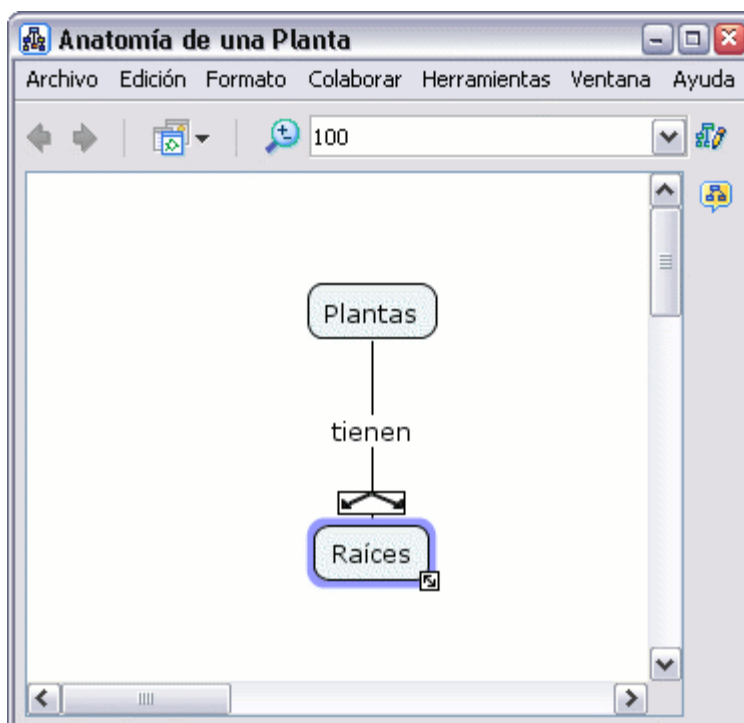 Anatomía de una Planta
Archivo Edición Formato Colaborar Herramientas Ventana Ayuda
100
Plantas
tienen
Raíces